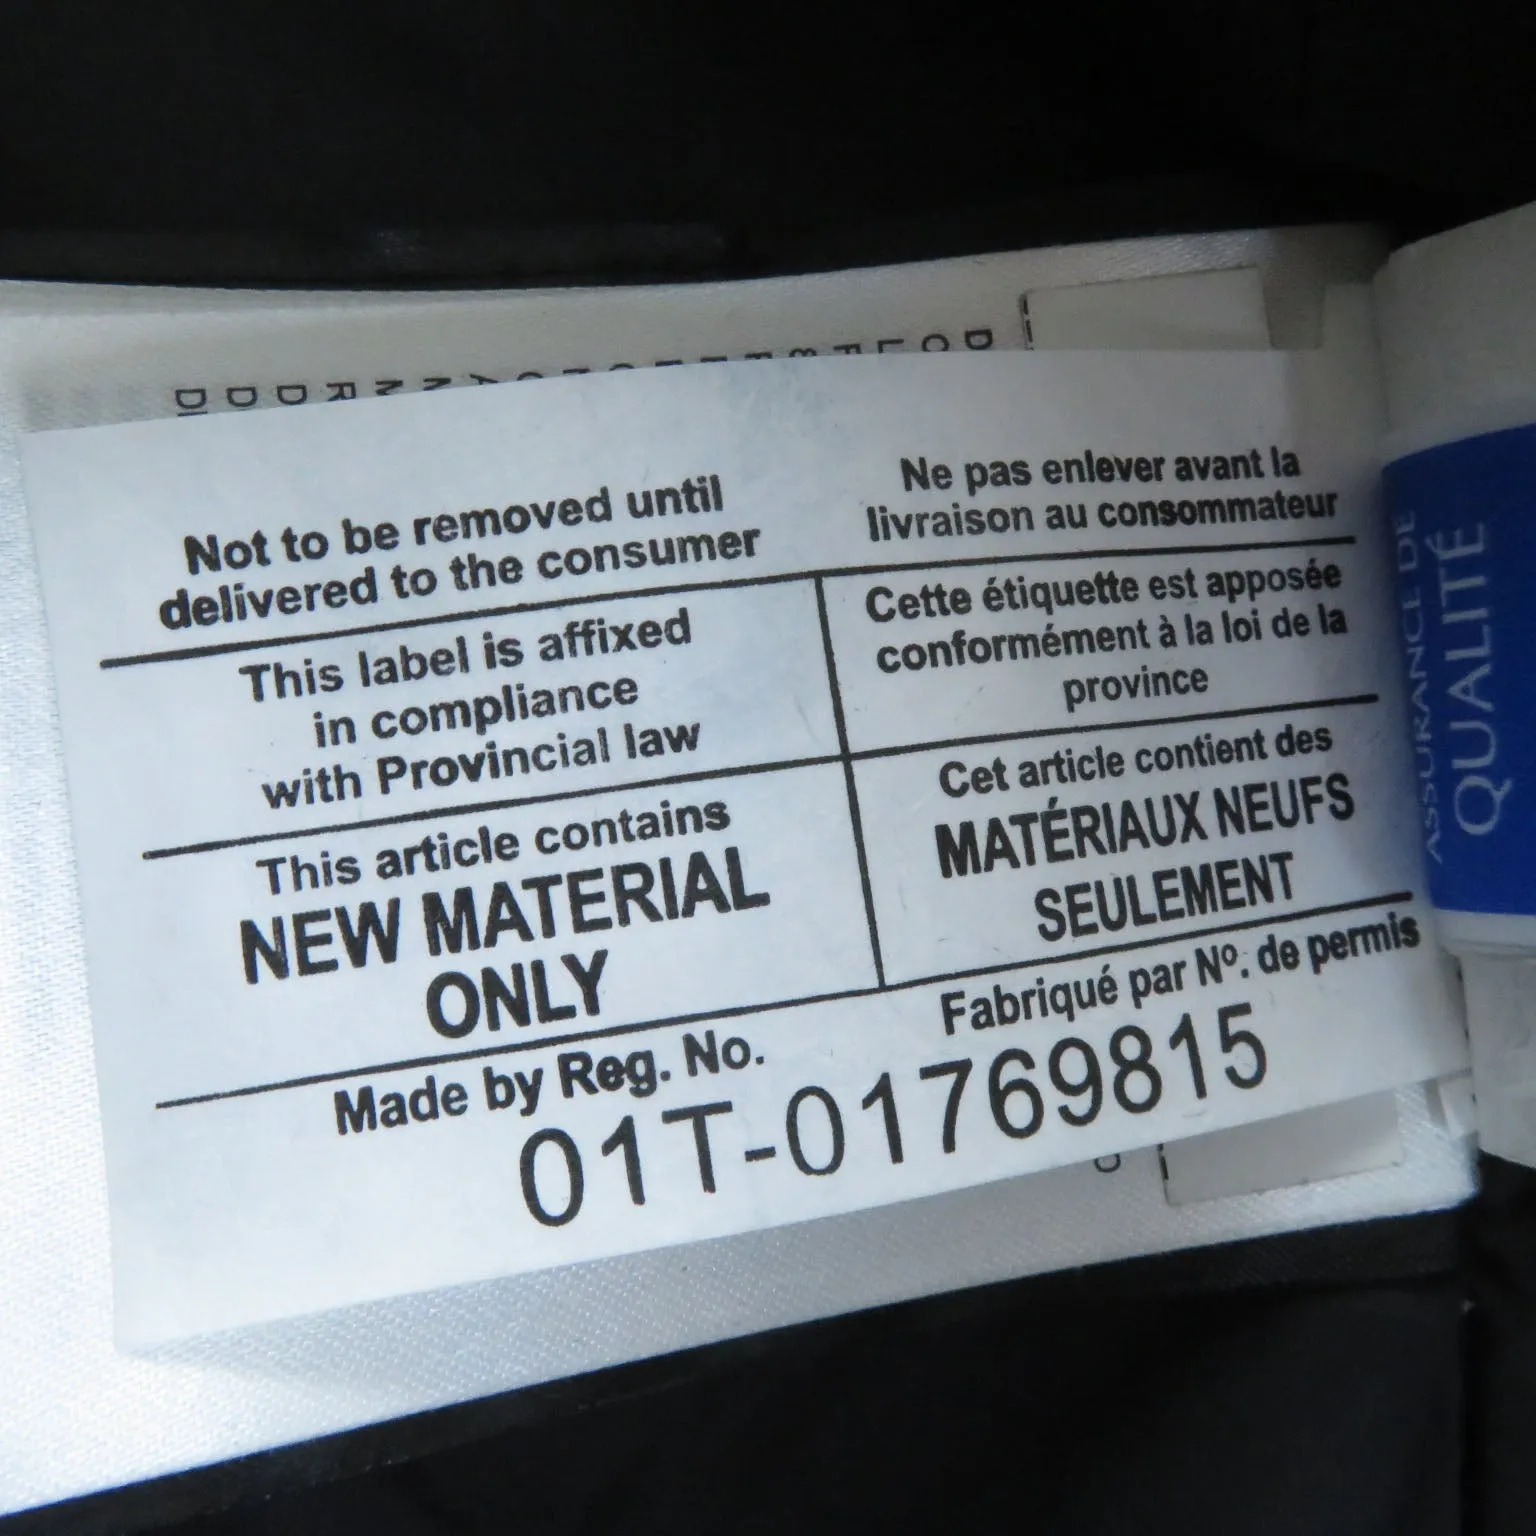 Not to be removed until
delivered to the consumer
Ne pas enlever avant la
livraison au consommateur
This label is affixed
in compliance
with Provincial law
Cette étiquette est apposée
conformément à la loi de la
province
This article contains
NEW MATERIAL
ONLY
Cet article contient des
MATÉRIAUX NEUFS
SEULEMENT
Made by Reg. No.
Fabriqué par Nº. de permis
01T-01769815
ASSURANCE DE
QUALITÉ